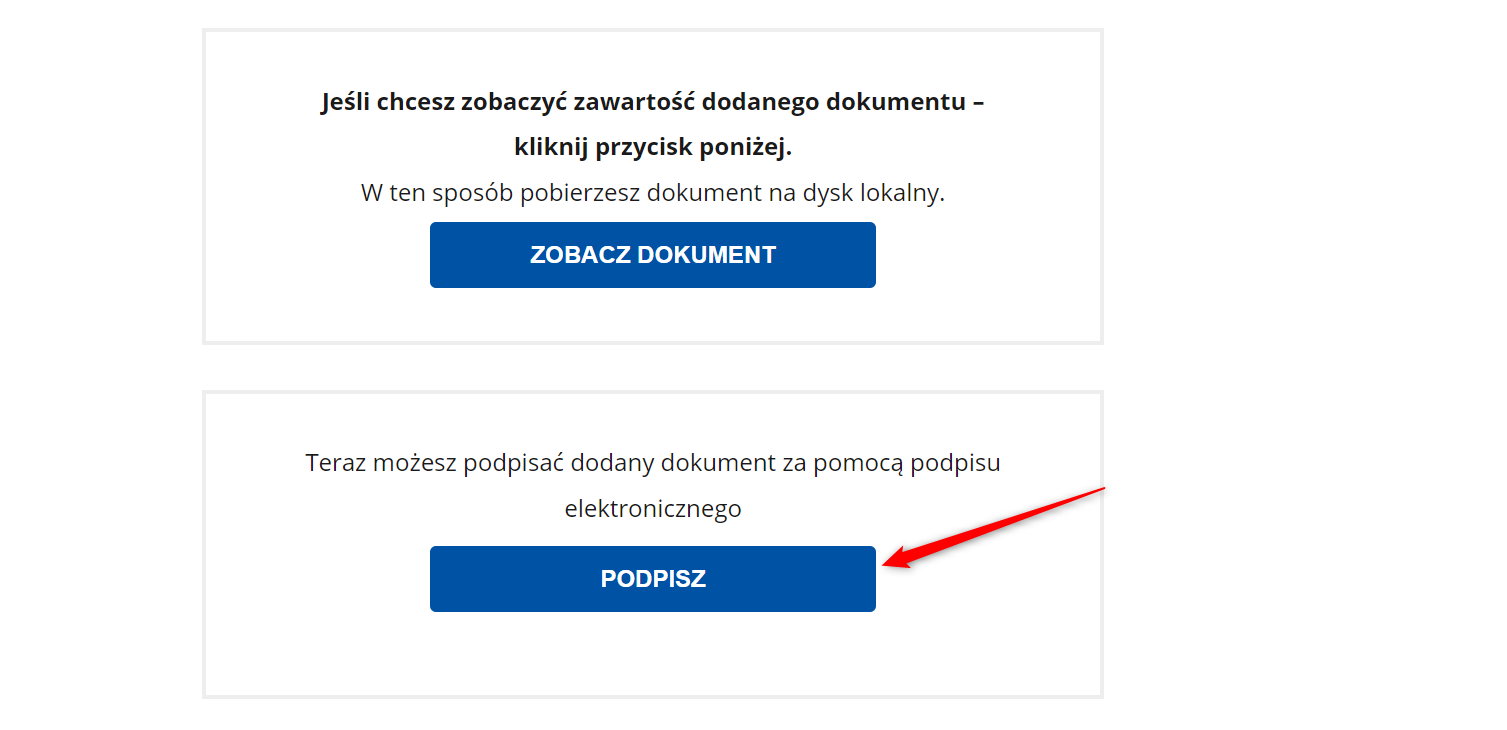 Jeśli chcesz zobaczyć zawartość dodanego dokumentu –
kliknij przycisk poniżej.
W ten sposób pobierzesz dokument na dysk lokalny.
ZOBACZ DOKUMENT
Teraz możesz podpisać dodany dokument za pomocą podpisu
elektronicznego
PODPISZ